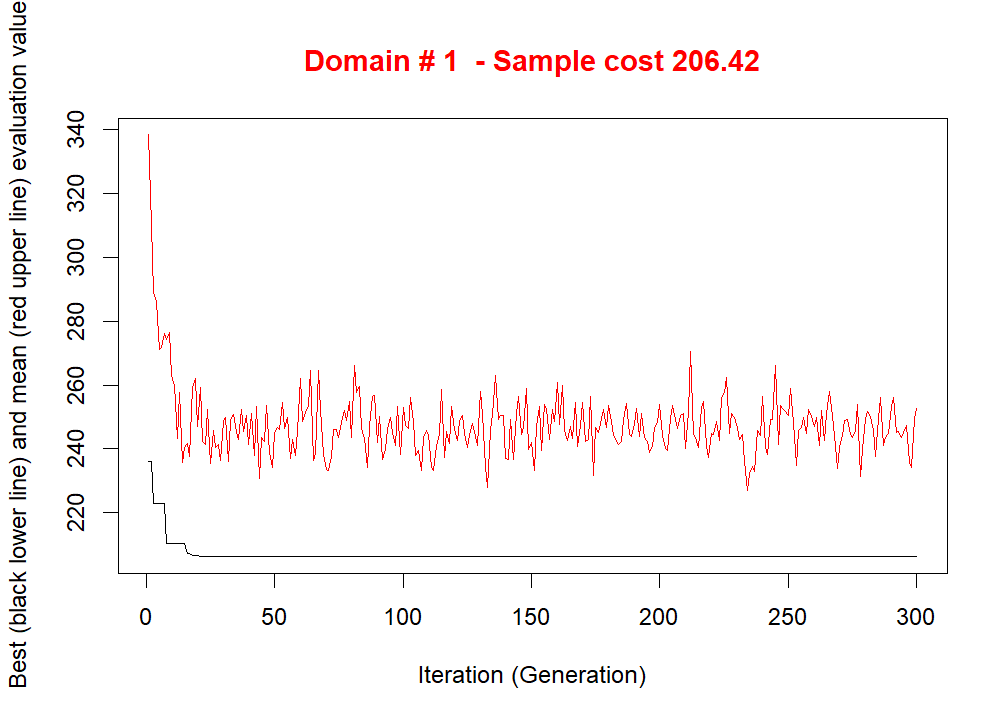 Domain # 1  - Sample cost 206.42
Best (black lower line) and mean (red upper line) evaluation value
340
320
300
280
260
240
220
0 50 100 150 200 250 300
Iteration (Generation)